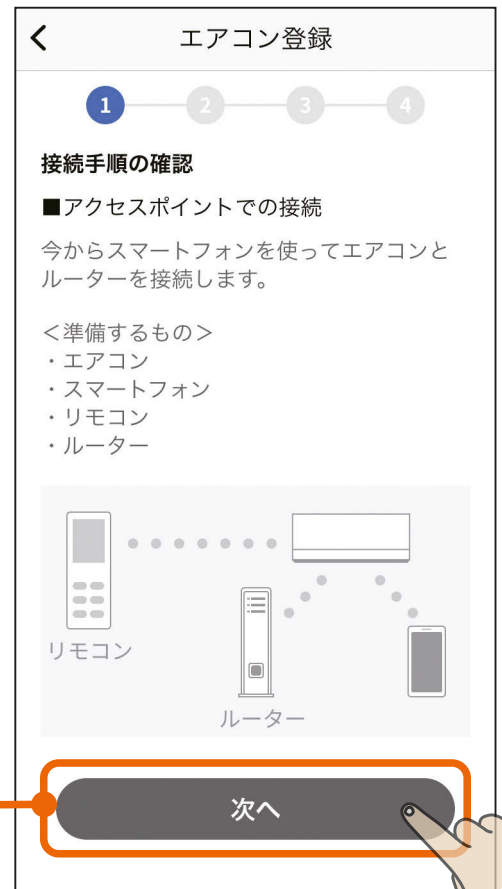 エアコン登録
1 2 3 4
接続手順の確認
■アクセスポイントでの接続
今からスマートフォンを使ってエアコンと
ルーターを接続します。
＜準備するもの＞
・エアコン
・スマートフォン
・リモコン
・ルーター
リモコン
ルーター
次へ